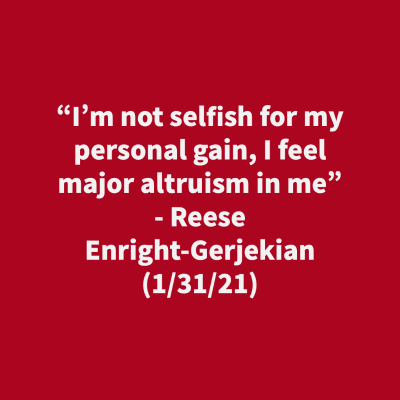 “I’m not selfish for my
personal gain, I feel
major altruism in me”
- Reese
Enright-Gerjekian
(1/31/21)